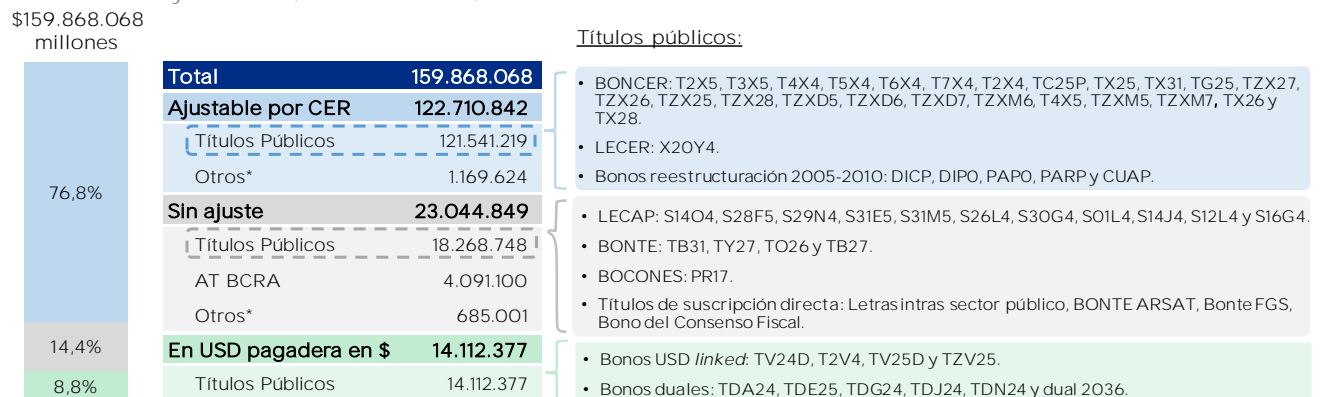 $159.868.068
millones
76,8%
14,4%
8,8%
Total 159.868.068
Ajustable por CER 122.710.842
Títulos Públicos 121.541.219
Otros* 1.169.624
Sin ajuste 23.044.849
Títulos Públicos 18.268.748
AT BCRA 4.091.100
Otros* 685.001
En USD pagadera en $ 14.112.377
Títulos Públicos 14.112.377
Títulos públicos:
• BONCER: T2X5, T3X5, T4X4, T5X4, T6X4, T7X4, T2X4, TC25P, TX25, TX31, TG25, TZX27,
TZX26, TZX25, TZX28, TZXD5, TZXD6, TZXD7, TZXM6, T4X5, TZXM5, TZXM7, TX26 y
TX28.
• LECER: X20Y4.
• Bonos reestructuración 2005-2010: DICP, DIP0, PAP0, PARP y CUAP.
• LECAP: S14O4, S28F5, S29N4, S31E5, S31M5, S26L4, S30G4, S01L4, S14J4, S12L4 y S16G4.
• BONTE: TB31, TY27, TO26 y TB27.
• BOCONES: PR17.
• Títulos de suscripción directa: Letras intras sector público, BONTE ARSAT, Bonte FGS,
Bono del Consenso Fiscal.
• Bonos USD linked: TV24D, T2V4, TV25D y TZV25.
• Bonos duales: TDA24, TDE25, TDG24, TDJ24, TDN24 y dual 2036.